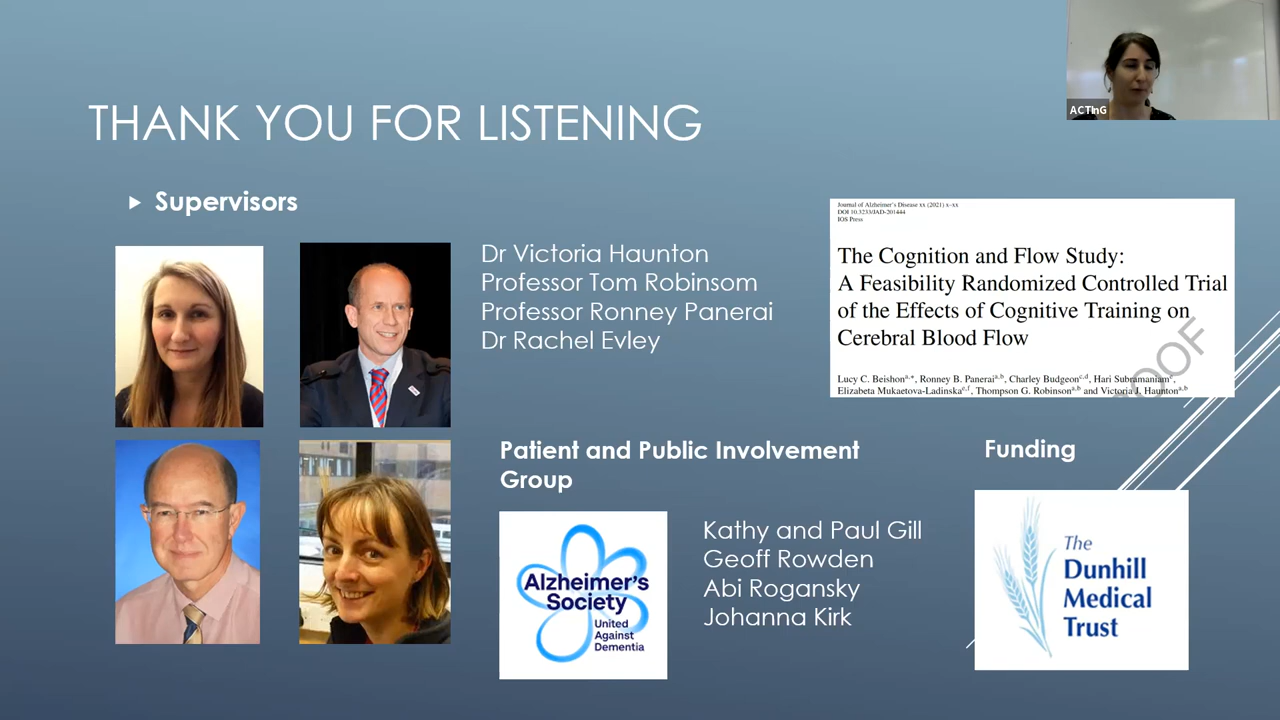 ACTInG
THANK YOU FOR LISTENING
Supervisors
Dr Victoria Haunton
Professor Tom Robinsom
Professor Ronney Panerai
Dr Rachel Evley
Journal of Alzheimer's Disease xx (2021) x–xx
DOI 10.3233/JAD-201444
IOS Press
The Cognition and Flow Study:
A Feasibility Randomized Controlled Trial
of the Effects of Cognitive Training on
Cerebral Blood Flow
Lucy C. Beishon a,*, Ronney B. Panerai a,b, Charley Budgeon c,d, Hari Subramaniam e,
Elizabeta Mukaetova-Ladinska e,f, Thompson G. Robinson a,b and Victoria J. Haunton a,b
Patient and Public Involvement
Group
Alzheimer's
Society
United
Against
Dementia
Kathy and Paul Gill
Geoff Rowden
Abi Rogansky
Johanna Kirk
Funding
The
Dunhill
Medical
Trust